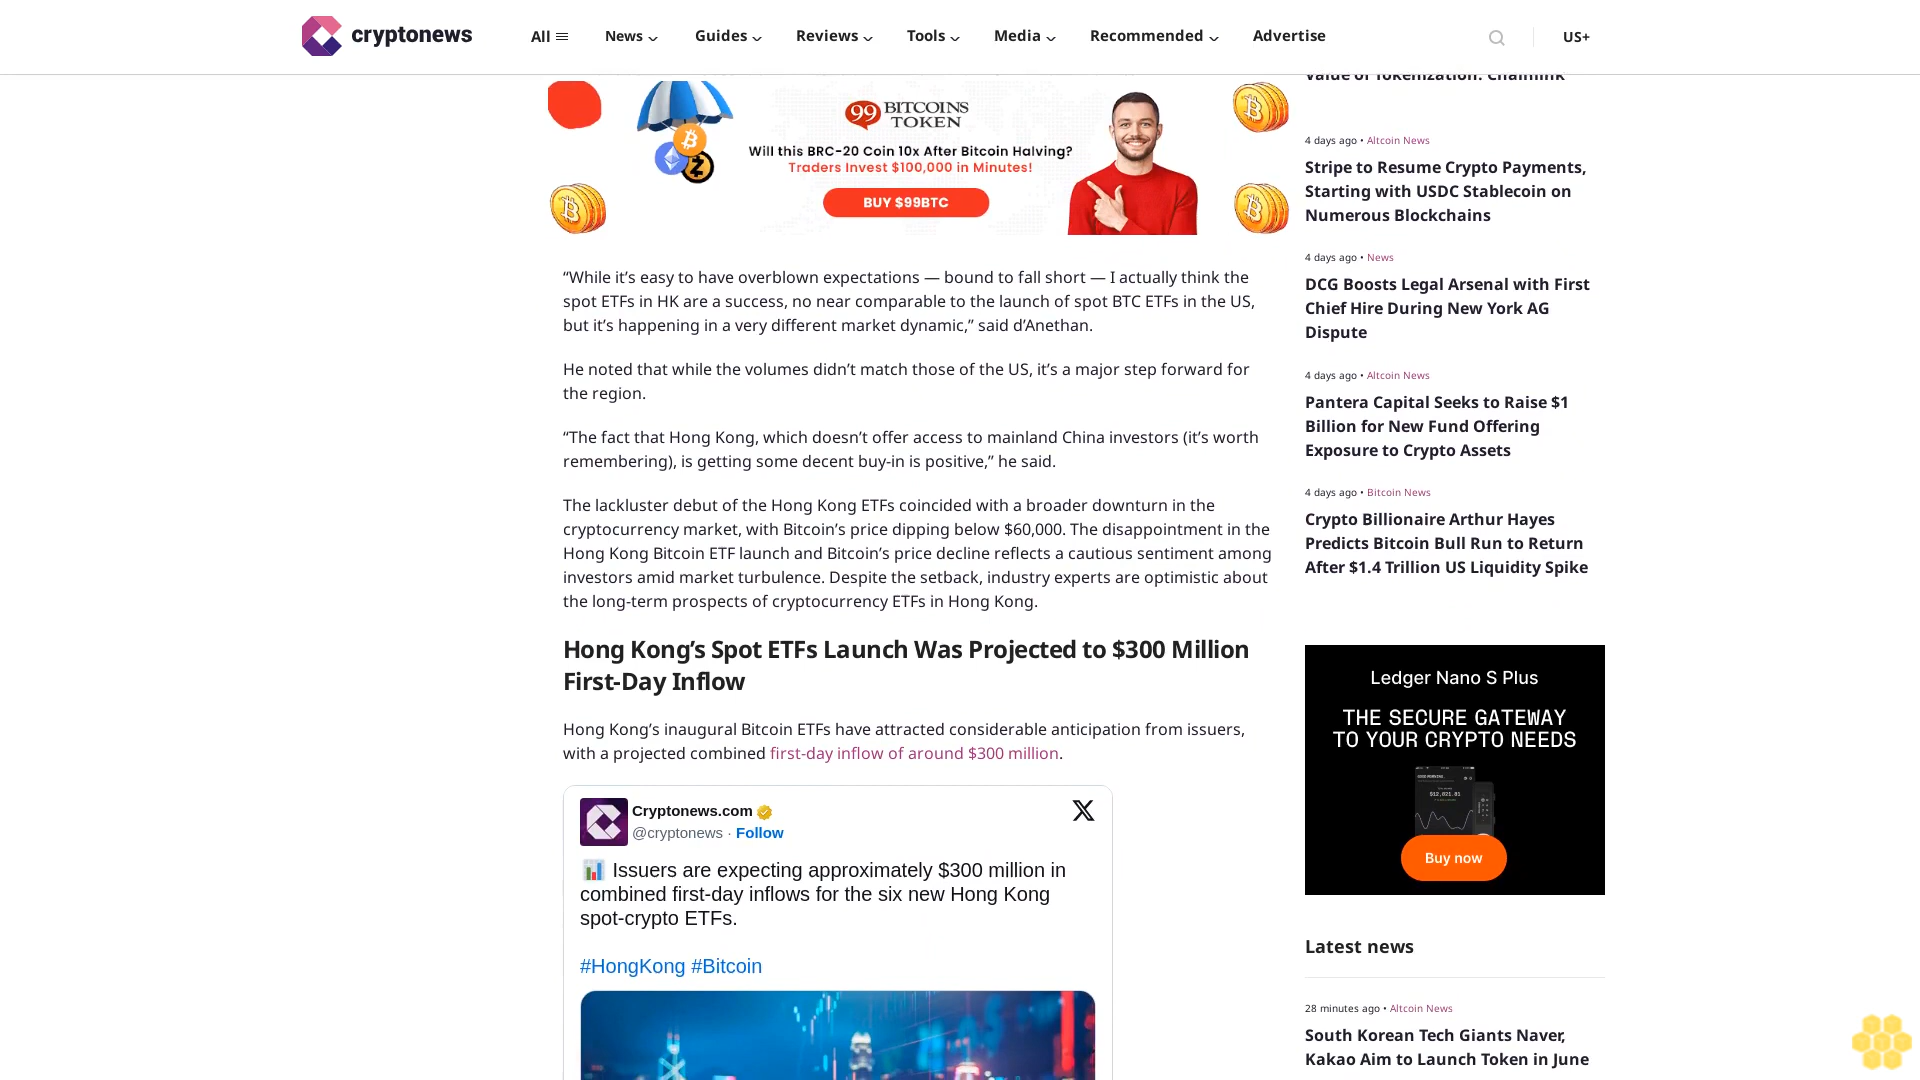 cryptonews
All
News
Guides
Reviews
Tools
Media
Recommended
Advertise
US+
99 BITCOINS
TOKEN
Will this BRC-20 Coin 10x After Bitcoin Halving?
Traders Invest $100,000 in Minutes!
BUY $99BTC
“While it’s easy to have overblown expectations — bound to fall short — I actually think the
spot ETFs in HK are a success, no near comparable to the launch of spot BTC ETFs in the US,
but it’s happening in a very different market dynamic,” said d’Anethan.
He noted that while the volumes didn’t match those of the US, it’s a major step forward for
the region.
“The fact that Hong Kong, which doesn’t offer access to mainland China investors (it’s worth
remembering), is getting some decent buy-in is positive,” he said.
The lackluster debut of the Hong Kong ETFs coincided with a broader downturn in the
cryptocurrency market, with Bitcoin’s price dipping below $60,000. The disappointment in the
Hong Kong Bitcoin ETF launch and Bitcoin’s price decline reflects a cautious sentiment among
investors amid market turbulence. Despite the setback, industry experts are optimistic about
the long-term prospects of cryptocurrency ETFs in Hong Kong.
Hong Kong’s Spot ETFs Launch Was Projected to $300 Million
First-Day Inflow
Hong Kong’s inaugural Bitcoin ETFs have attracted considerable anticipation from issuers,
with a projected combined first-day inflow of around $300 million.
Cryptonews.com
@cryptonews · Follow
Issuers are expecting approximately $300 million in
combined first-day inflows for the six new Hong Kong
spot-crypto ETFs.
#HongKong #Bitcoin
Value of Tokenization: Chainlink
4 days ago • Altcoin News
Stripe to Resume Crypto Payments,
Starting with USDC Stablecoin on
Numerous Blockchains
4 days ago • News
DCG Boosts Legal Arsenal with First
Chief Hire During New York AG
Dispute
4 days ago • Altcoin News
Pantera Capital Seeks to Raise $1
Billion for New Fund Offering
Exposure to Crypto Assets
4 days ago • Bitcoin News
Crypto Billionaire Arthur Hayes
Predicts Bitcoin Bull Run to Return
After $1.4 Trillion US Liquidity Spike
Ledger Nano S Plus
THE SECURE GATEWAY
TO YOUR CRYPTO NEEDS
$12,821.81
Buy now
Latest news
28 minutes ago • Altcoin News
South Korean Tech Giants Naver,
Kakao Aim to Launch Token in June